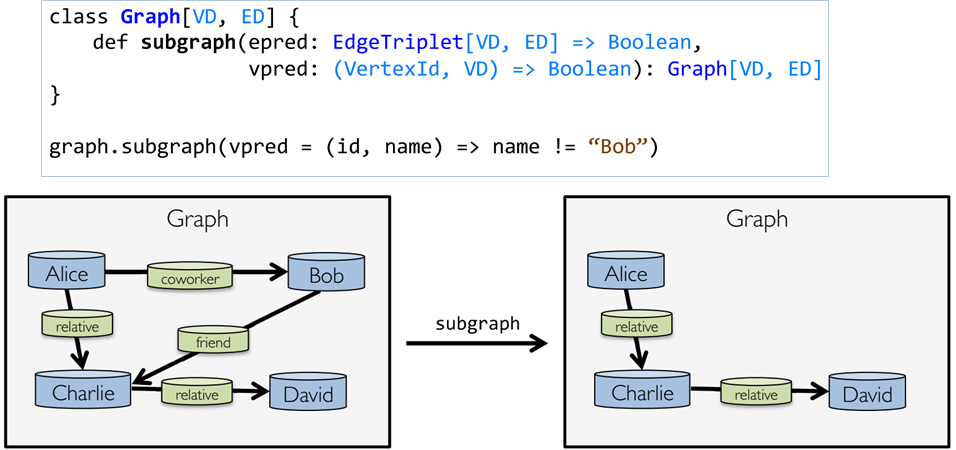 class Graph[VD, ED] {
    def subgraph(epred: EdgeTriplet[VD, ED] => Boolean,
                 vpred: (VertexId, VD) => Boolean): Graph[VD, ED]
}
graph.subgraph(vpred = (id, name) => name != “Bob”)
Graph
Alice
coworker
Bob
relative
friend
Charlie
relative
David
subgraph
Graph
Alice
relative
Charlie
relative
David